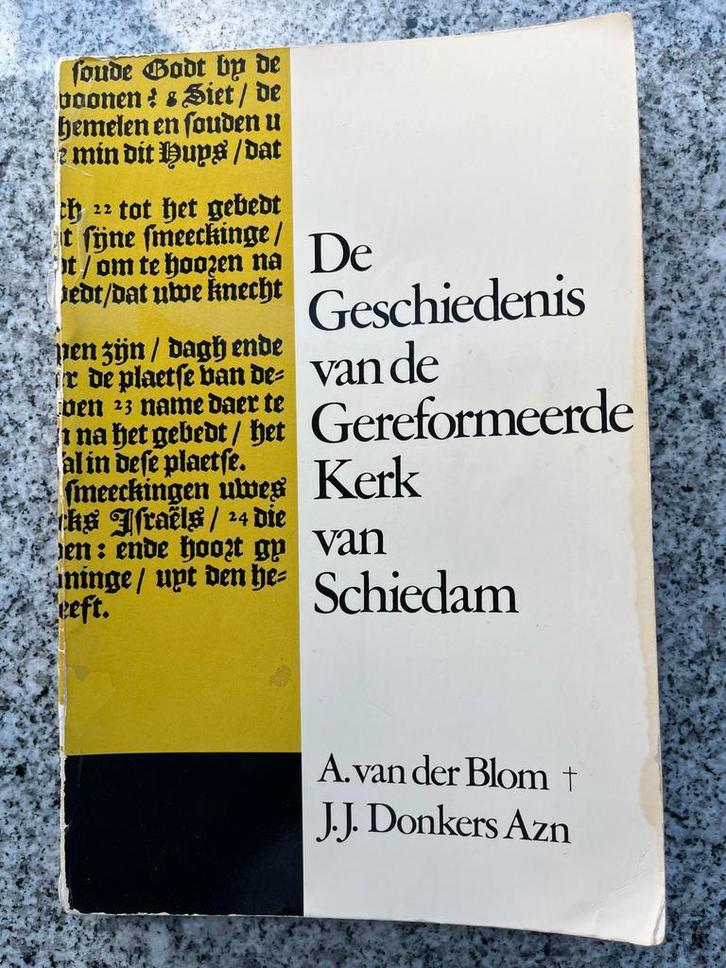 soude Godt by de
Siet / de
hemelen en souden u
min dit Huys / dat
22 tot het gebedt
sijne smeeckinge /
/ om te hooren na
/ dat uwe knecht
zijn / dagh ende
de plaetse van de=
23 name daer te
na het gebedt / het
al in dese plaetse.
smeeckingen uwes
Israëls / 24 die
: ende hoort gy
/ uyt den he=
De
Geschiedenis
van de
Gereformeerde
Kerk
van
Schiedam
A. van der Blom †
J.J. Donkers Azn